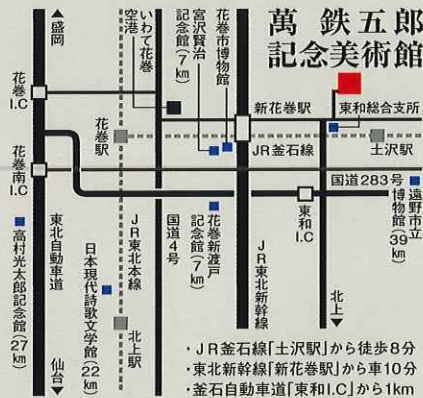 萬 鉄五郎
記念美術館
▲盛岡
花巻I.C
花巻南I.C
東北自動車道
高村光太郎記念館(27km)
仙台▼
いわて花巻
空港
花巻駅
JR東北本線
日本現代詩歌文学館(22km)
北上駅
国道4号
宮沢賢治
記念館(7km)
花巻市博物館
花巻新渡戸
記念館(7km)
新花巻駅
JR釜石線
JR東北新幹線
東和総合支所
土沢駅
国道283号
東和I.C
北上▼
遠野市立
博物館(39km)
・JR釜石線「土沢駅」から徒歩8分
・東北新幹線「新花巻駅」から車10分
・釜石自動車道「東和I.C」から1km